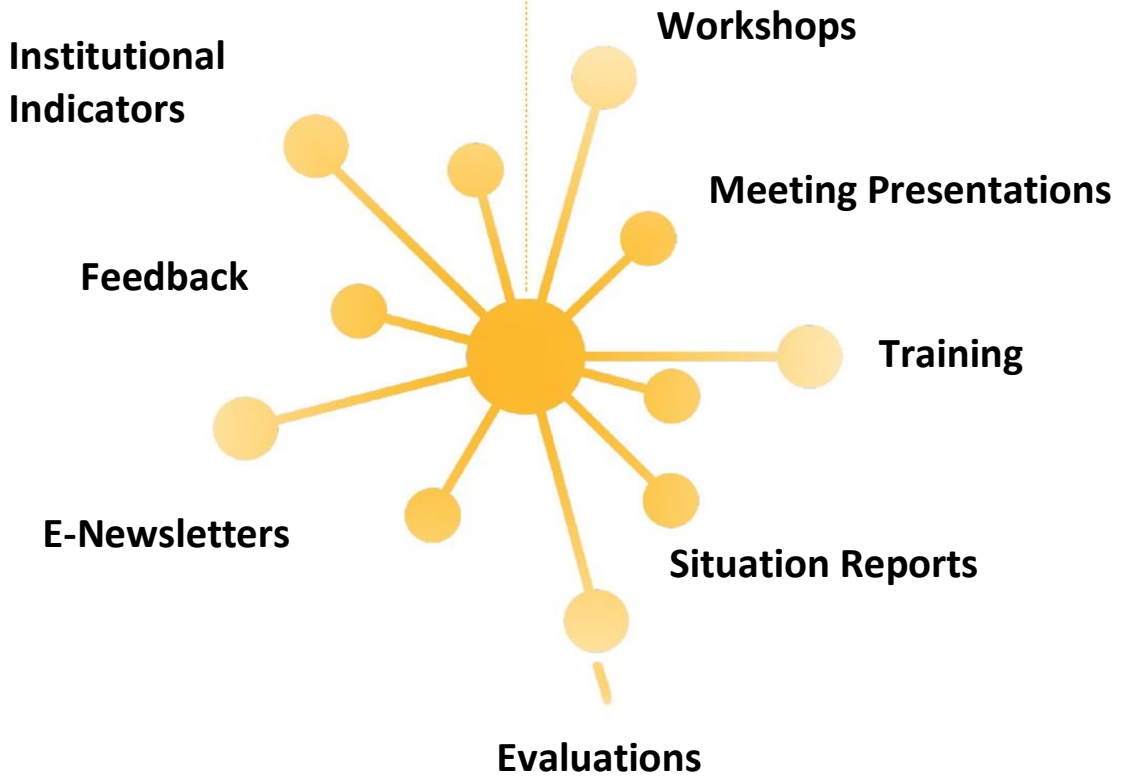 Workshops
Institutional
Indicators
Meeting Presentations
Feedback
Training
E-Newsletters
Situation Reports
Evaluations